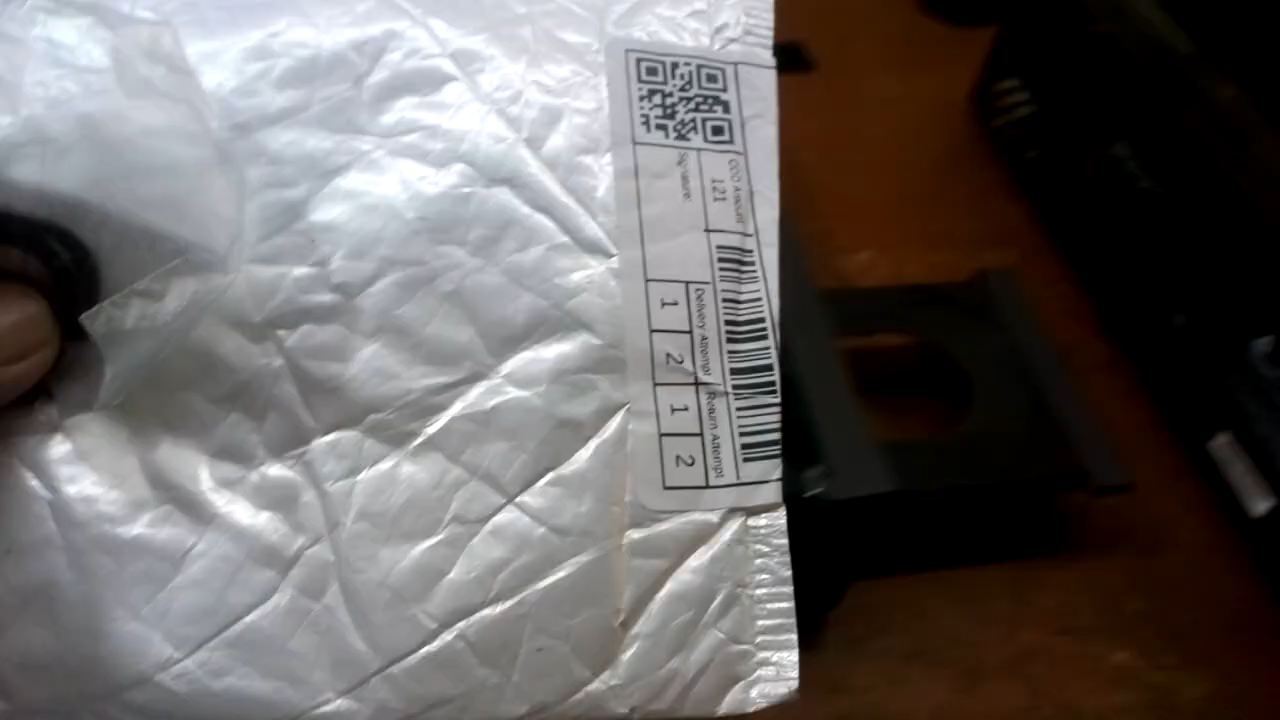 COD Amount
121
Signature:
Delivery Attempt
Return Attempt
1
2
1
2